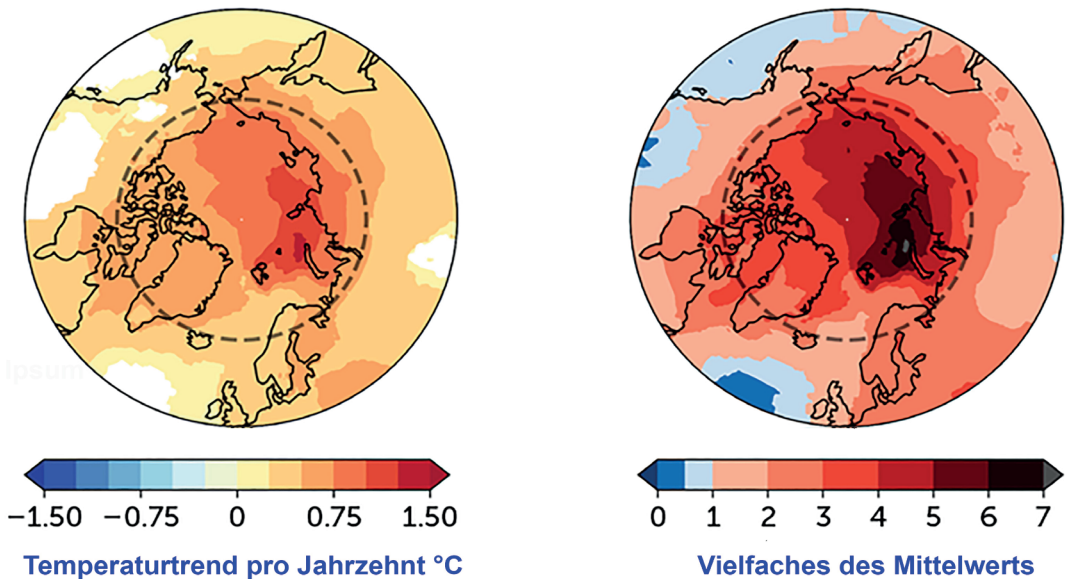 Ipsum
−1.50 −0.75 0 0.75 1.50
Temperaturtrend pro Jahrzehnt °C
0 1 2 3 4 5 6 7
Vielfaches des Mittelwerts